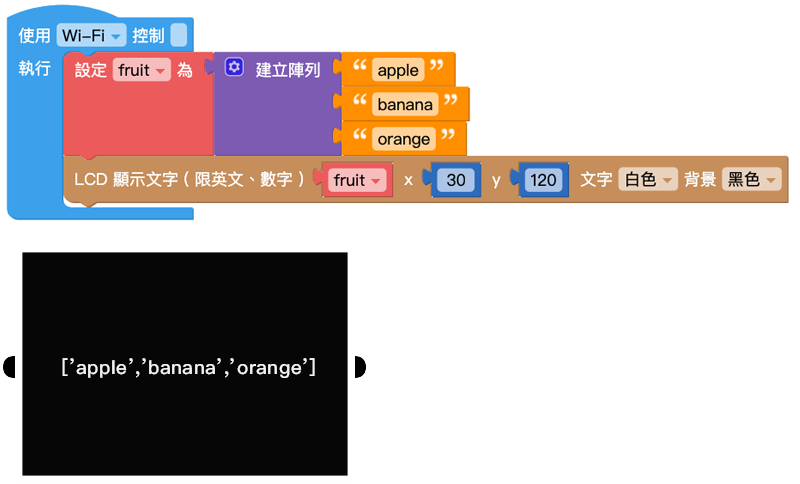 使用 Wi-Fi 控制
執行 設定 fruit 為 建立陣列 “ apple ”
“ banana ”
“ orange ”
LCD 顯示文字（限英文、數字） fruit x 30 y 120 文字 白色 背景 黑色
['apple','banana','orange']